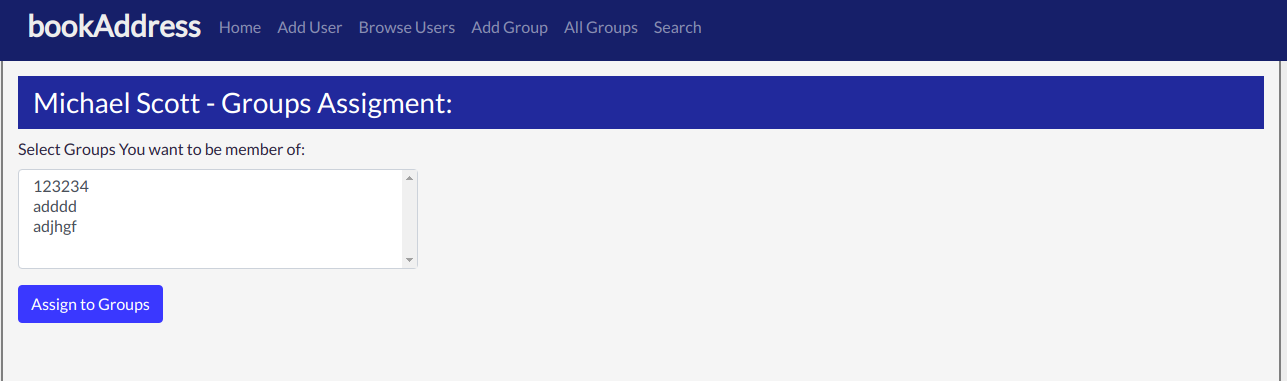 bookAddress Home Add User Browse Users Add Group All Groups Search
Michael Scott - Groups Assigment:
Select Groups You want to be member of:
123234
adddd
adjhgf
Assign to Groups